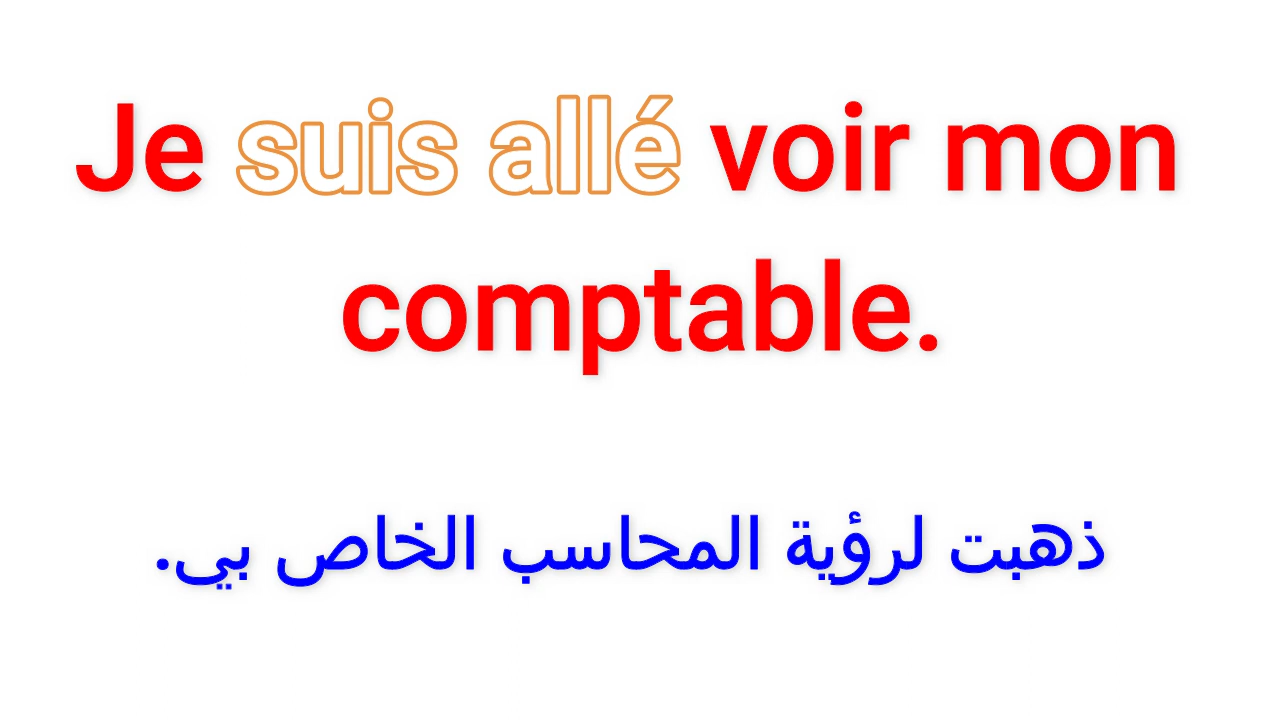 Je suis allé voir mon
comptable.
ذهبت لرؤية المحاسب الخاص بي.